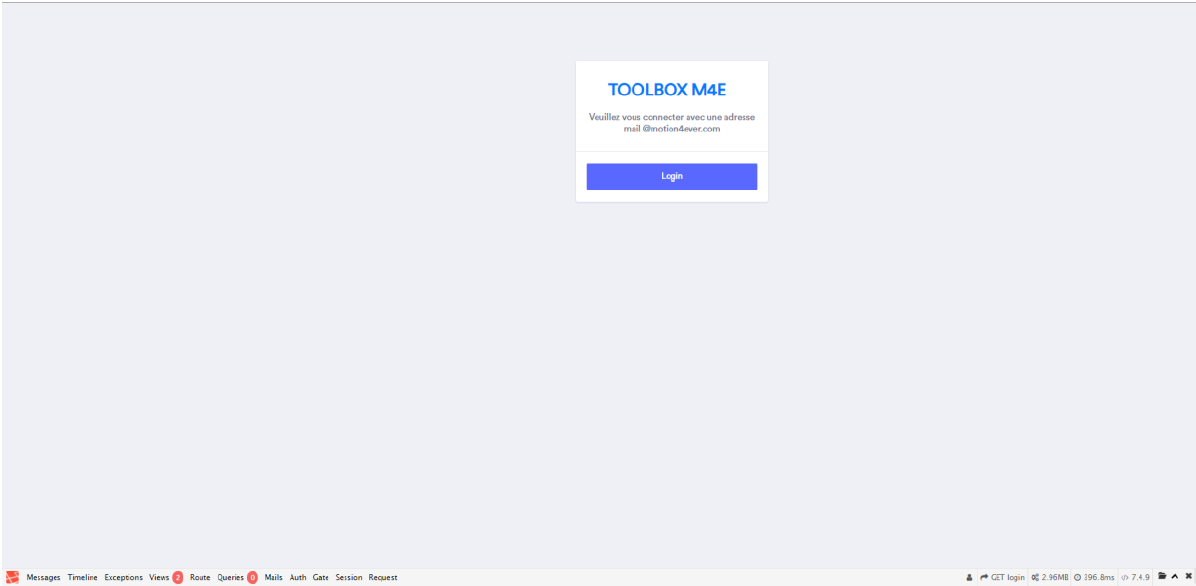 TOOLBOX M4E
Veuillez vous connecter avec une adresse
mail @motion4ever.com
Login
Messages Timeline Exceptions Views 2 Route Queries 0 Mails Auth Gate Session Request GET login 2.96MB 396.8ms 7.4.9